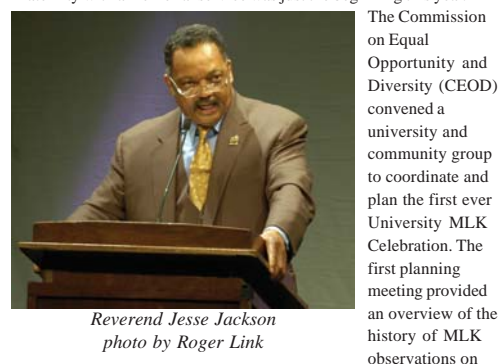 The Commission
on Equal
Opportunity and
Diversity (CEOD)
convened a
university and
community group
to coordinate and
plan the first ever
University MLK
Celebration. The
first planning
meeting provided
an overview of the
history of MLK
observations on
Reverend Jesse Jackson
photo by Roger Link